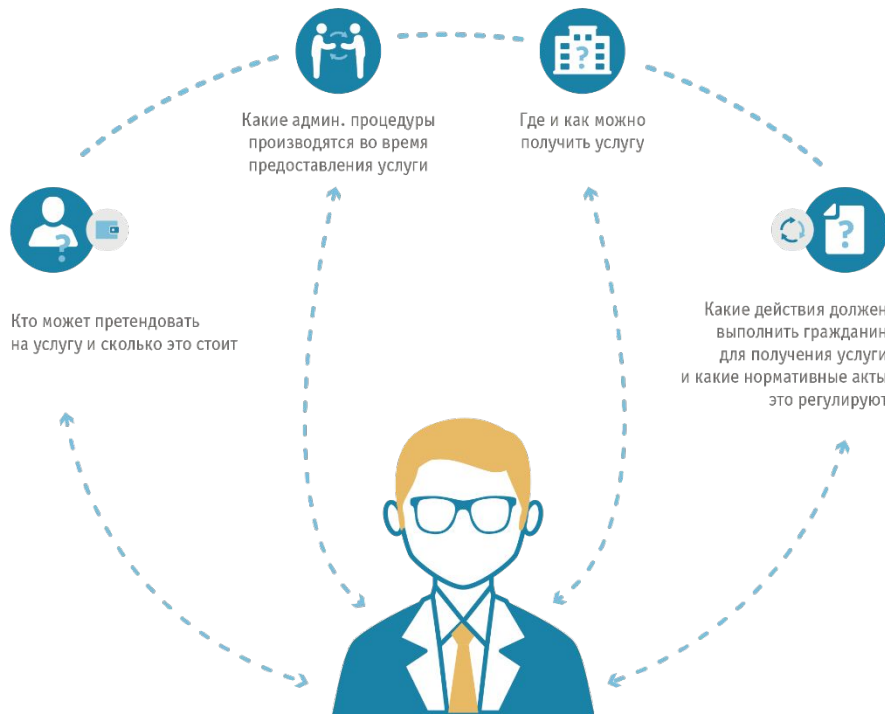 Какие админ. процедуры
производятся во время
предоставления услуги
Где и как можно
получить услугу
Кто может претендовать
на услугу и сколько это стоит
Какие действия должен
выполнить гражданин
для получения услуги
и какие нормативные акты
это регулируют
?
?
?